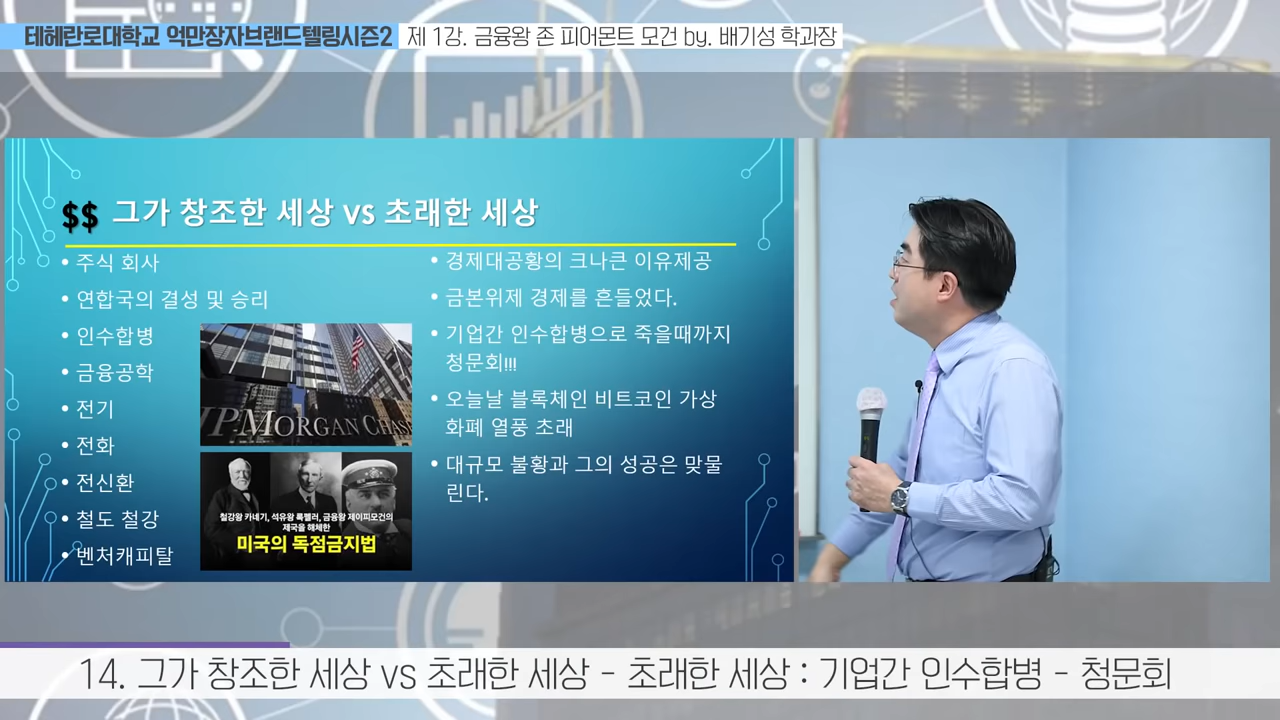 테헤란로대학교 억만장자브랜드텔링시즌2 제 1강. 금융왕 존 피어몬트 모건 by. 배기성 학과장
$$ 그가 창조한 세상 vs 초래한 세상
• 주식 회사
• 연합국의 결성 및 승리
• 인수합병
• 금융공학
• 전기
• 전화
• 전신환
• 철도 철강
• 벤처캐피탈
JP MORGAN CHAS
철강왕 카네기, 석유왕 록펠러, 금융왕 제이피모건의
제국을 해체한
미국의 독점금지법
• 경제대공황의 크나큰 이유제공
• 금본위제 경제를 흔들었다.
• 기업간 인수합병으로 죽을때까지
청문회!!!
• 오늘날 블록체인 비트코인 가상
화폐 열풍 초래
• 대규모 불황과 그의 성공은 맞물
린다.
14. 그가 창조한 세상 vs 초래한 세상 - 초래한 세상 : 기업간 인수합병 - 청문회